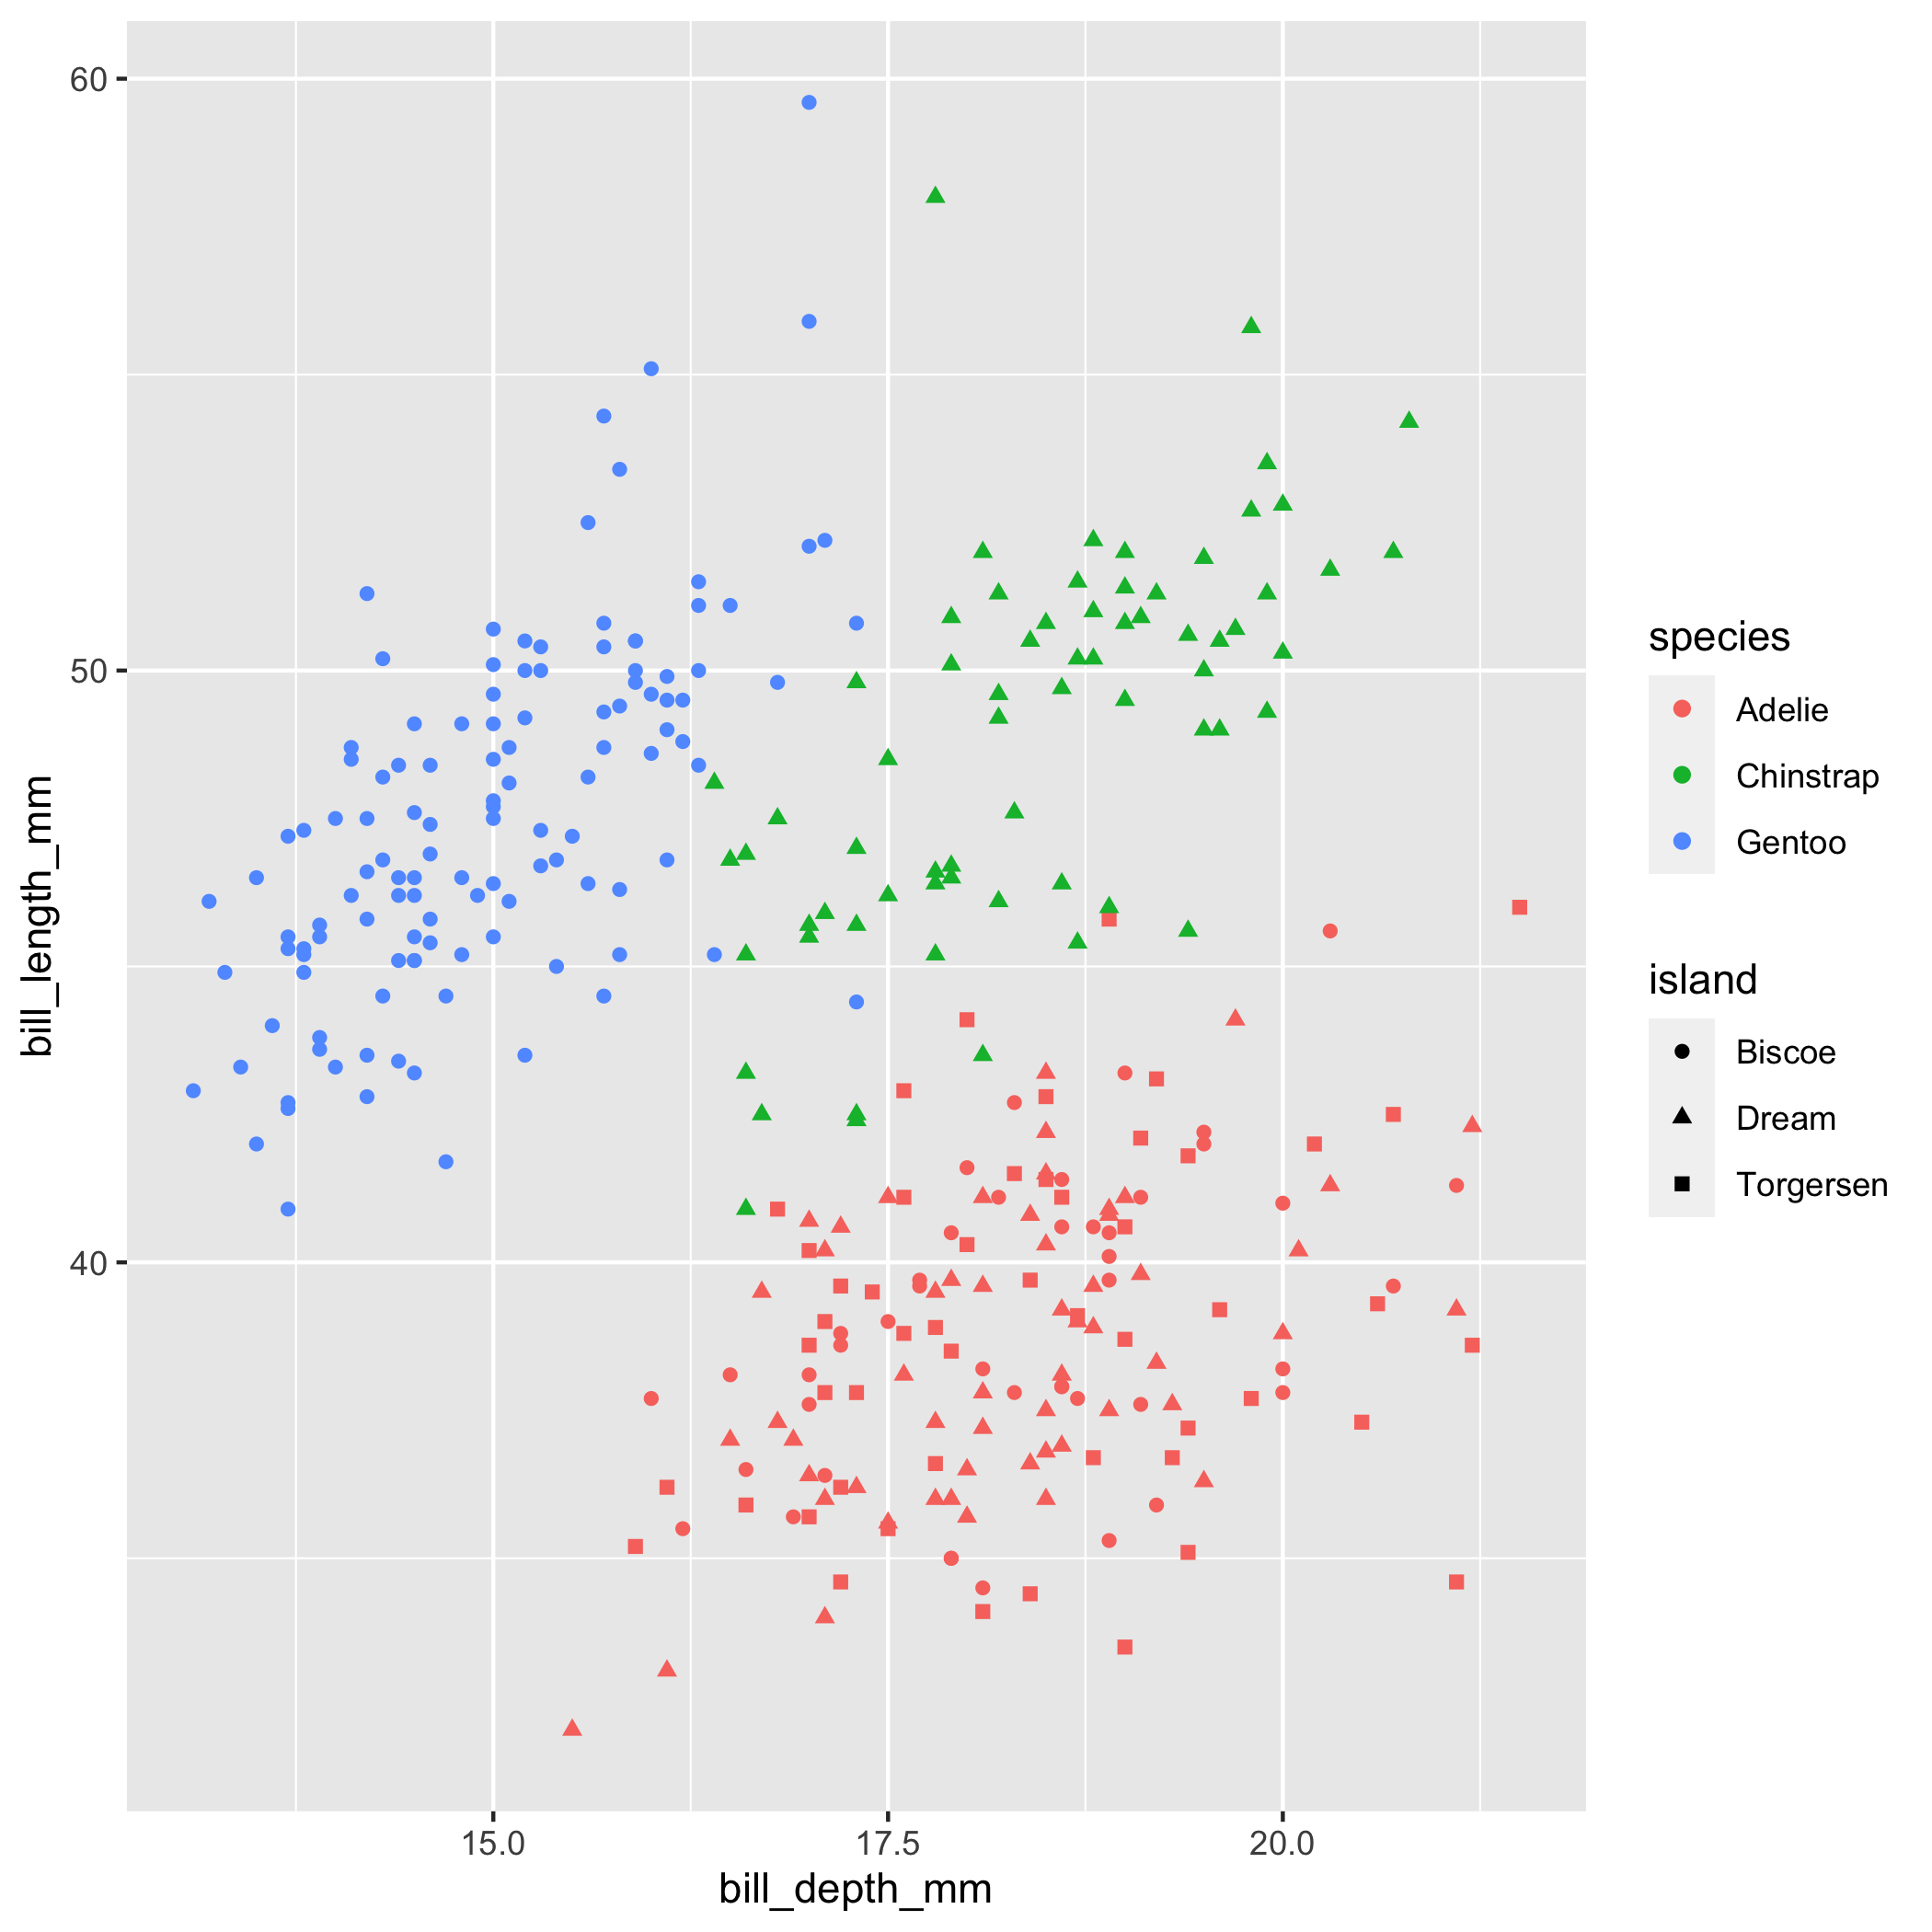 60
50
40
bill_length_mm
15.0 17.5 20.0
bill_depth_mm
species
Adelie
Chinstrap
Gentoo
island
Biscoe
Dream
Torgersen